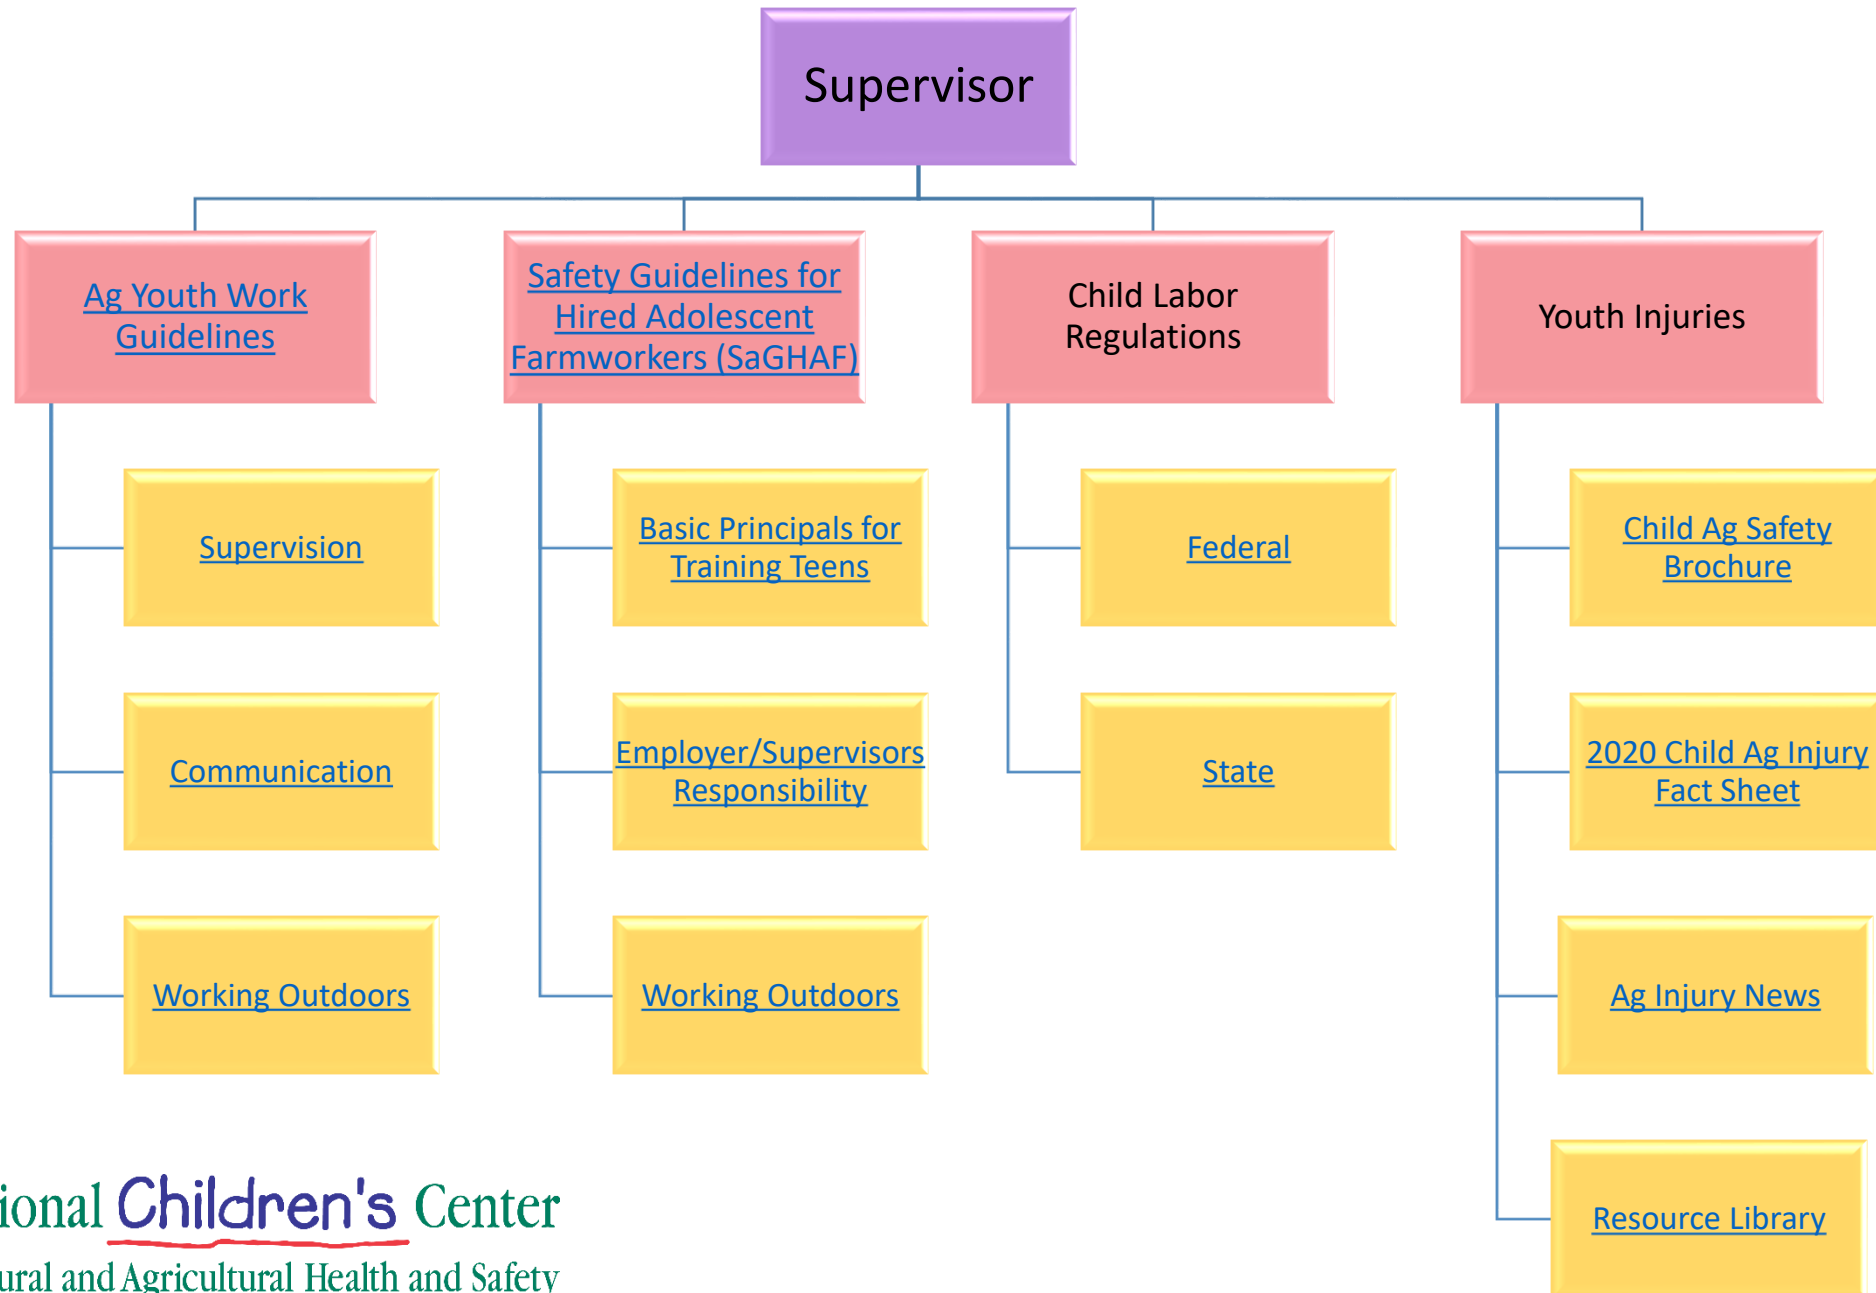 Supervisor
Ag Youth Work
Guidelines
Safety Guidelines for
Hired Adolescent
Farmworkers (SaGHAF)
Child Labor
Regulations
Youth Injuries
Supervision
Basic Principals for
Training Teens
Federal
Child Ag Safety
Brochure
Communication
Employer/Supervisors
Responsibility
State
2020 Child Ag Injury
Fact Sheet
Working Outdoors
Working Outdoors
Ag Injury News
Resource Library
ional Children's Center
ural and Agricultural Health and Safety